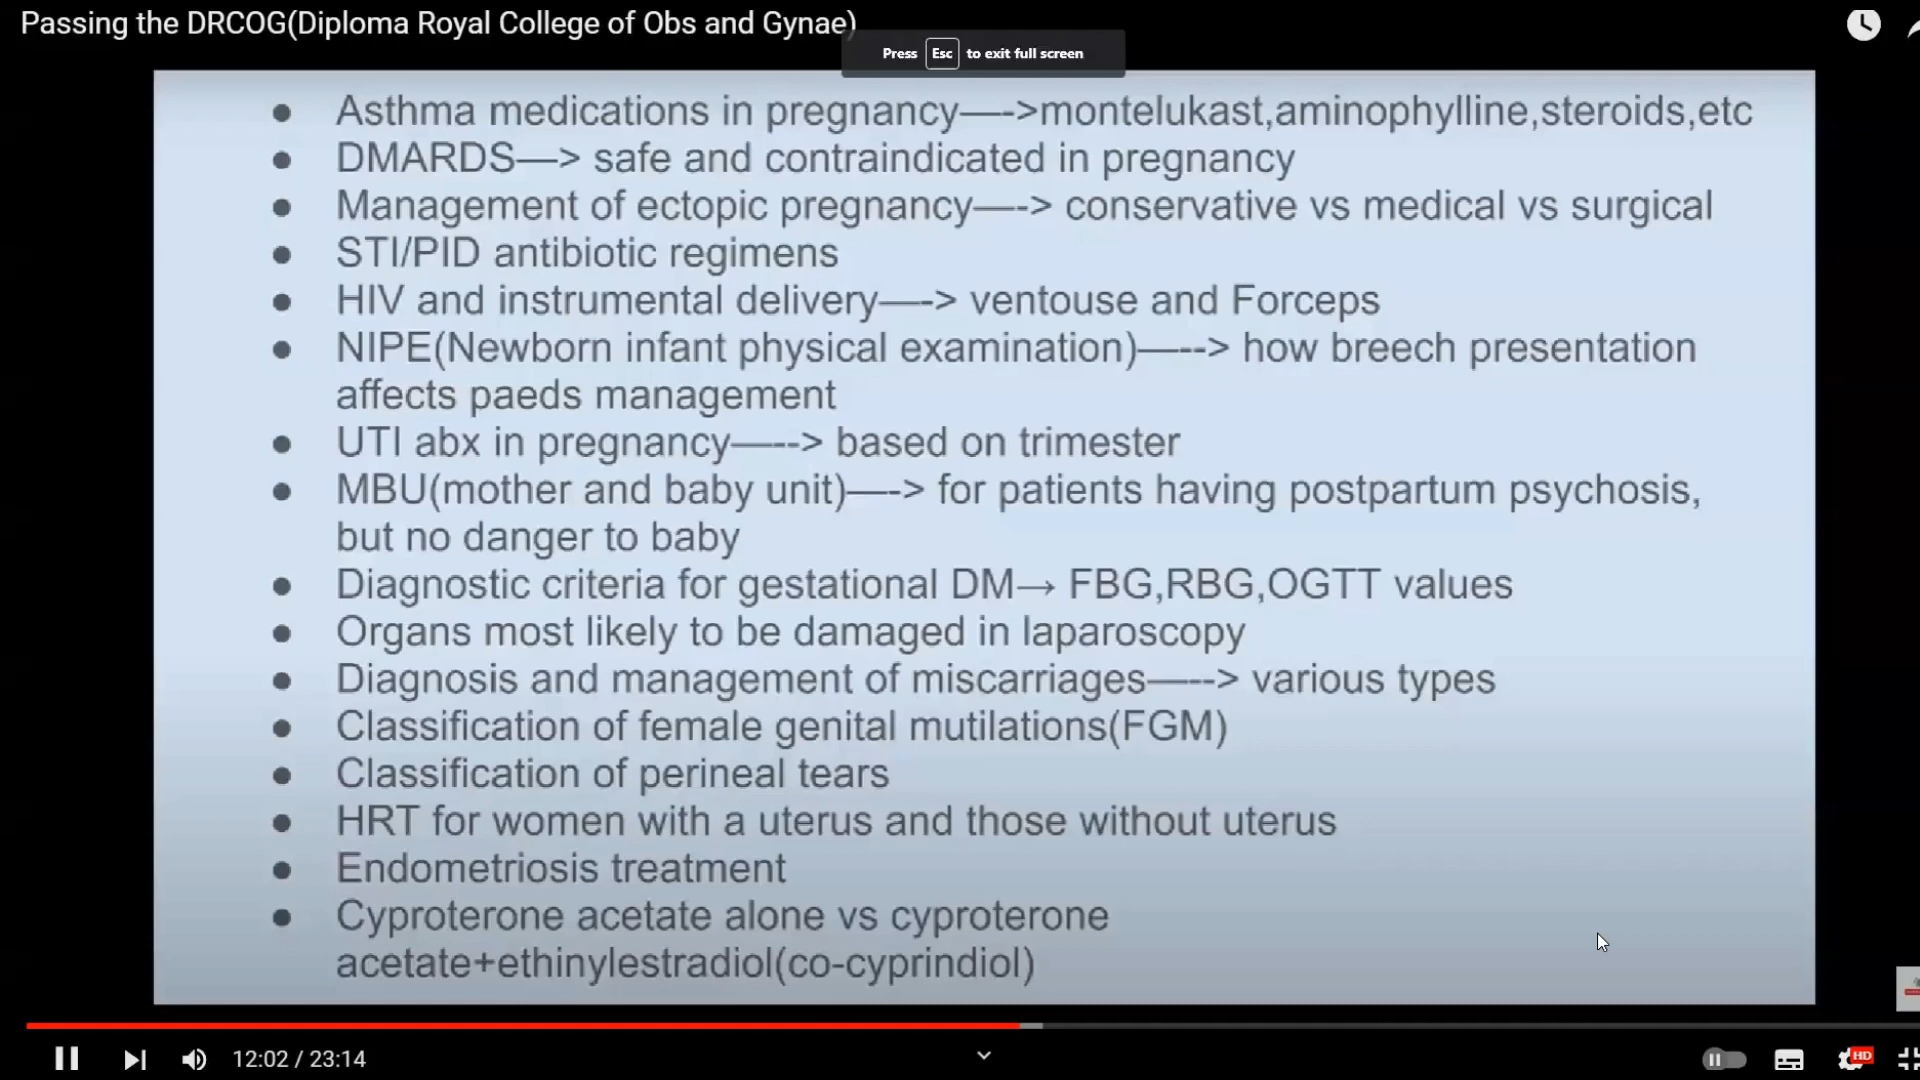 Passing the DRCOG(Diploma Royal College of Obs and Gynae)
Press Esc to exit full screen
● Asthma medications in pregnancy—->montelukast,aminophylline,steroids,etc
● DMARDS—> safe and contraindicated in pregnancy
● Management of ectopic pregnancy—-> conservative vs medical vs surgical
● STI/PID antibiotic regimens
● HIV and instrumental delivery—-> ventouse and Forceps
● NIPE(Newborn infant physical examination)—--> how breech presentation
affects paeds management
● UTI abx in pregnancy—--> based on trimester
● MBU(mother and baby unit)—-> for patients having postpartum psychosis,
but no danger to baby
● Diagnostic criteria for gestational DM→ FBG,RBG,OGTT values
● Organs most likely to be damaged in laparoscopy
● Diagnosis and management of miscarriages—--> various types
● Classification of female genital mutilations(FGM)
● Classification of perineal tears
● HRT for women with a uterus and those without uterus
● Endometriosis treatment
● Cyproterone acetate alone vs cyproterone
acetate+ethinylestradiol(co-cyprindiol)
12:02 / 23:14
HD